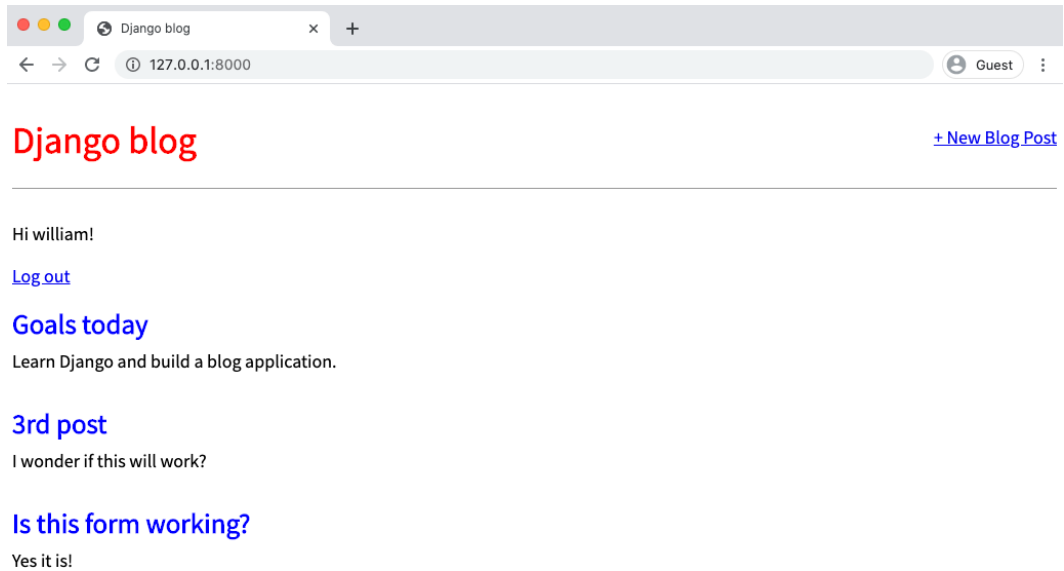 Django blog
127.0.0.1:8000
Guest
Django blog
+ New Blog Post
Hi william!
Log out
Goals today
Learn Django and build a blog application.
3rd post
I wonder if this will work?
Is this form working?
Yes it is!